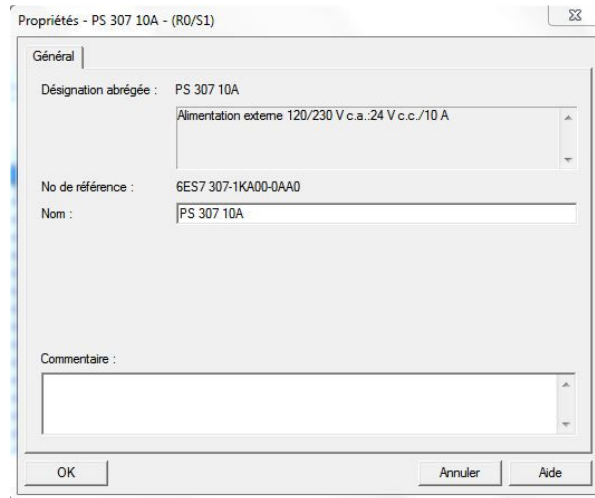 Propriétés - PS 307 10A - (R0/S1)
Général
Désignation abrégée : PS 307 10A
Alimentation externe 120/230 V c.a.:24 V c.c./10 A
No de référence : 6ES7 307-1KA00-0AA0
Nom : PS 307 10A
Commentaire :
OK Annuler Aide